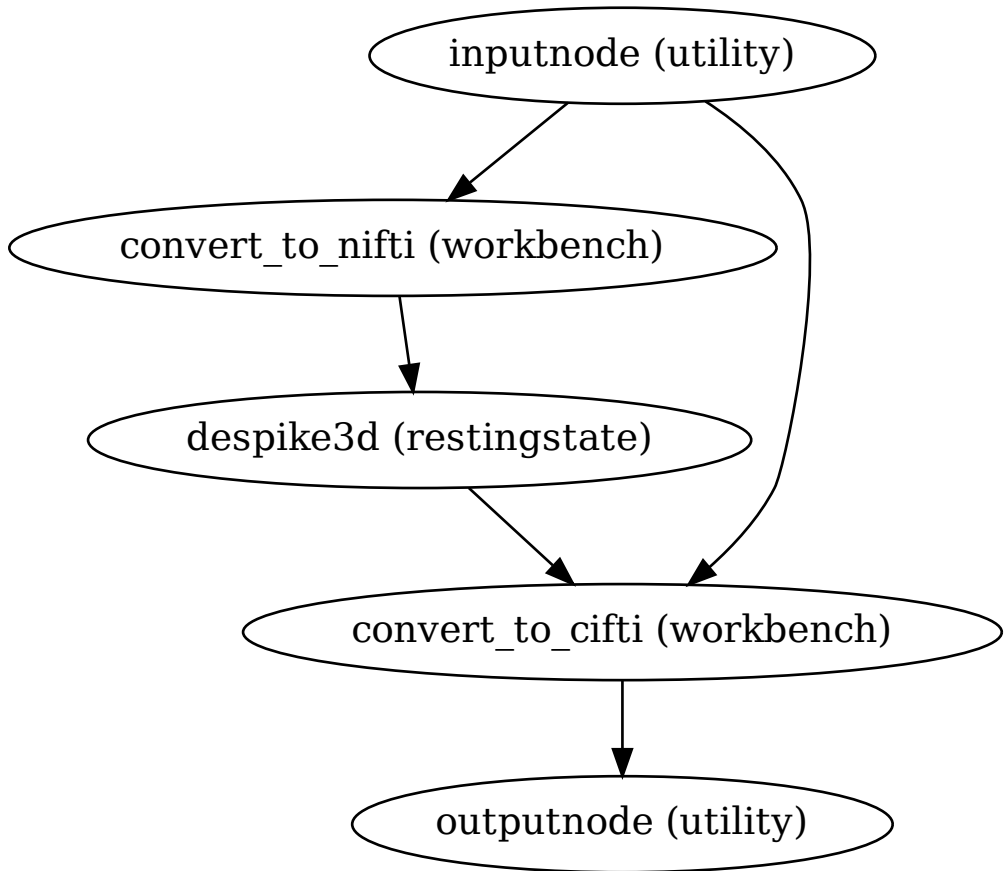 inputnode (utility)
convert_to_nifti (workbench)
despike3d (restingstate)
convert_to_cifti (workbench)
outputnode (utility)